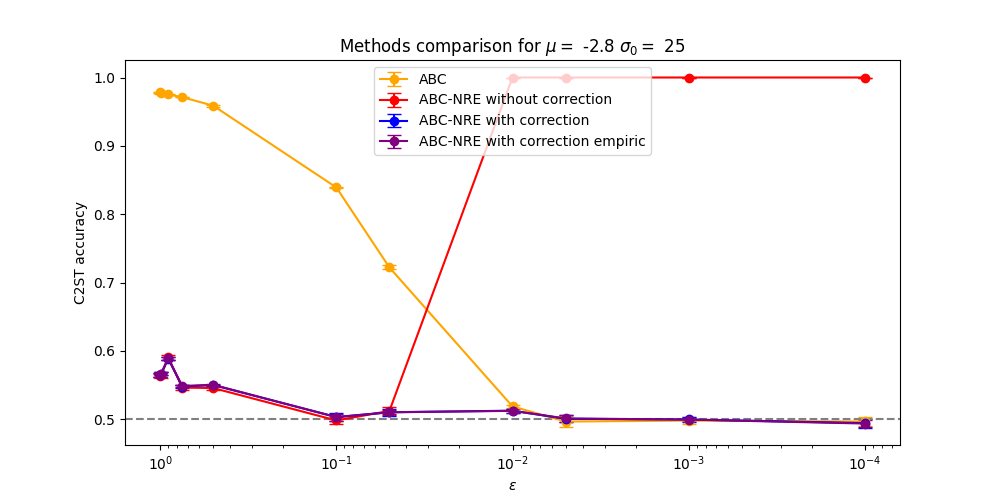 Methods comparison for μ = -2.8 σ₀ = 25
ABC
ABC-NRE without correction
ABC-NRE with correction
ABC-NRE with correction empiric
C2ST accuracy
1.0
0.9
0.8
0.7
0.6
0.5
10⁰ 10⁻¹ 10⁻² 10⁻³ 10⁻⁴
ε